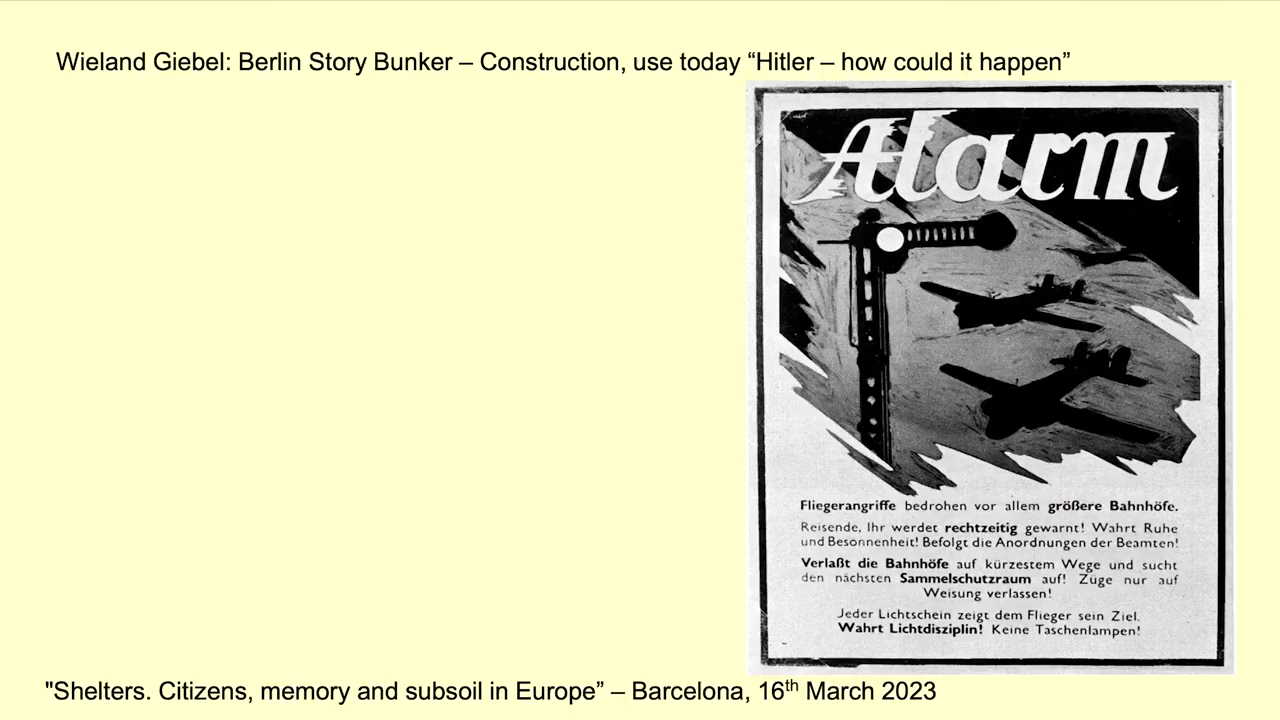 Wieland Giebel: Berlin Story Bunker – Construction, use today “Hitler – how could it happen”
Alarm
Fliegerangriffe bedrohen vor allem größere Bahnhöfe.
Reisende, Ihr werdet rechtzeitig gewarnt! Wahrt Ruhe
und Besonnenheit! Befolgt die Anordnungen der Beamten!
Verlaßt die Bahnhöfe auf kürzestem Wege und sucht
den nächsten Sammelschutzraum auf! Züge nur auf
Weisung verlassen!
Jeder Lichtschein zeigt dem Flieger sein Ziel.
Wahrt Lichtdisziplin! Keine Taschenlampen!
"Shelters. Citizens, memory and subsoil in Europe” – Barcelona, 16th March 2023